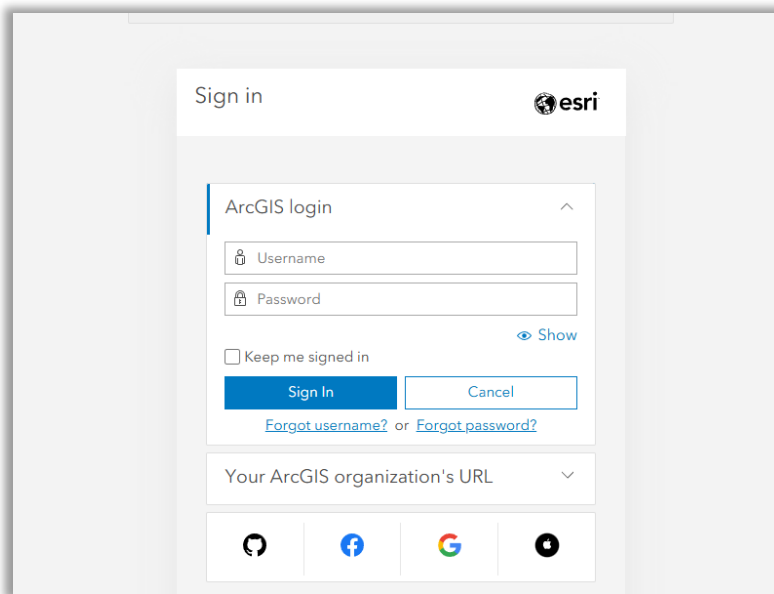 Sign in
esri
ArcGIS login
Username
Password
Show
Keep me signed in
Sign In
Cancel
Forgot username? or Forgot password?
Your ArcGIS organization's URL